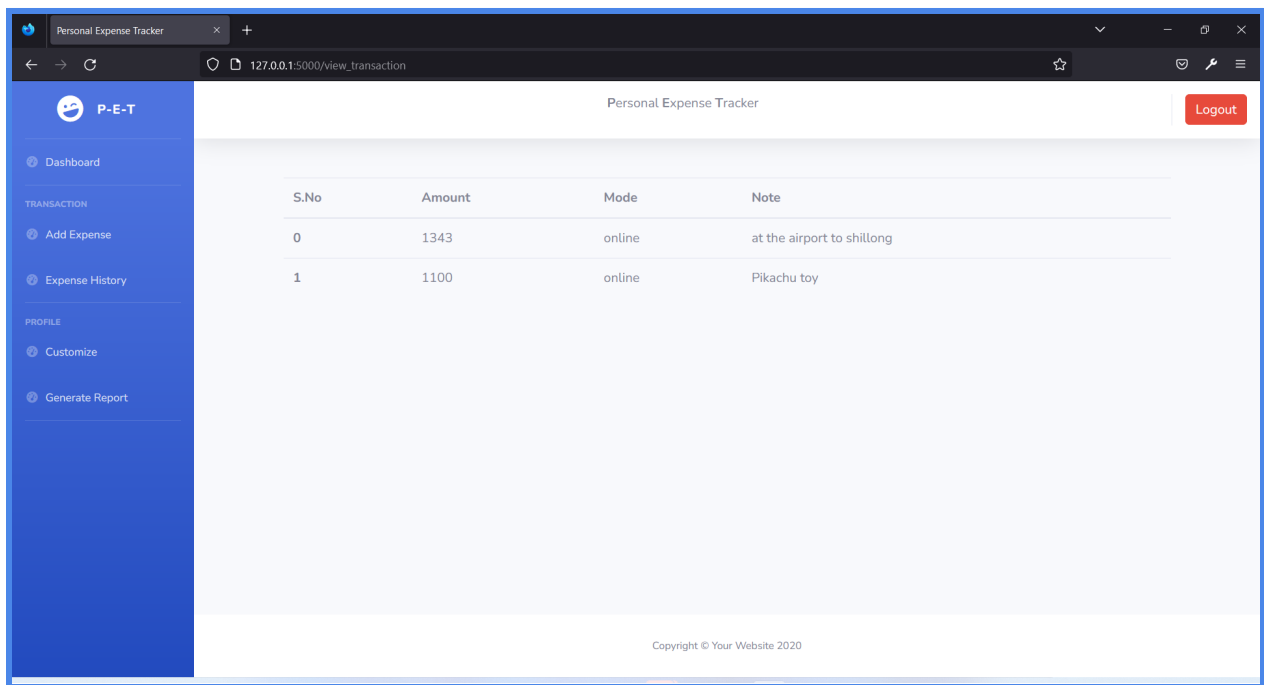 Personal Expense Tracker
127.0.0.1:5000/view_transaction
P-E-T
Personal Expense Tracker
Logout
Dashboard
TRANSACTION
Add Expense
Expense History
PROFILE
Customize
Generate Report
S.No Amount Mode Note
0 1343 online at the airport to shillong
1 1100 online Pikachu toy
Copyright © Your Website 2020